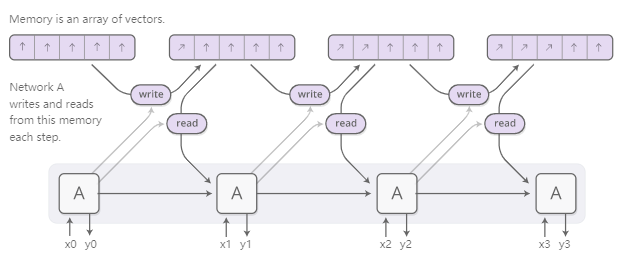 Memory is an array of vectors.
Network A
writes and reads
from this memory
each step.
write
write
write
read
read
read
A
A
A
A
x0 y0
x1 y1
x2 y2
x3 y3